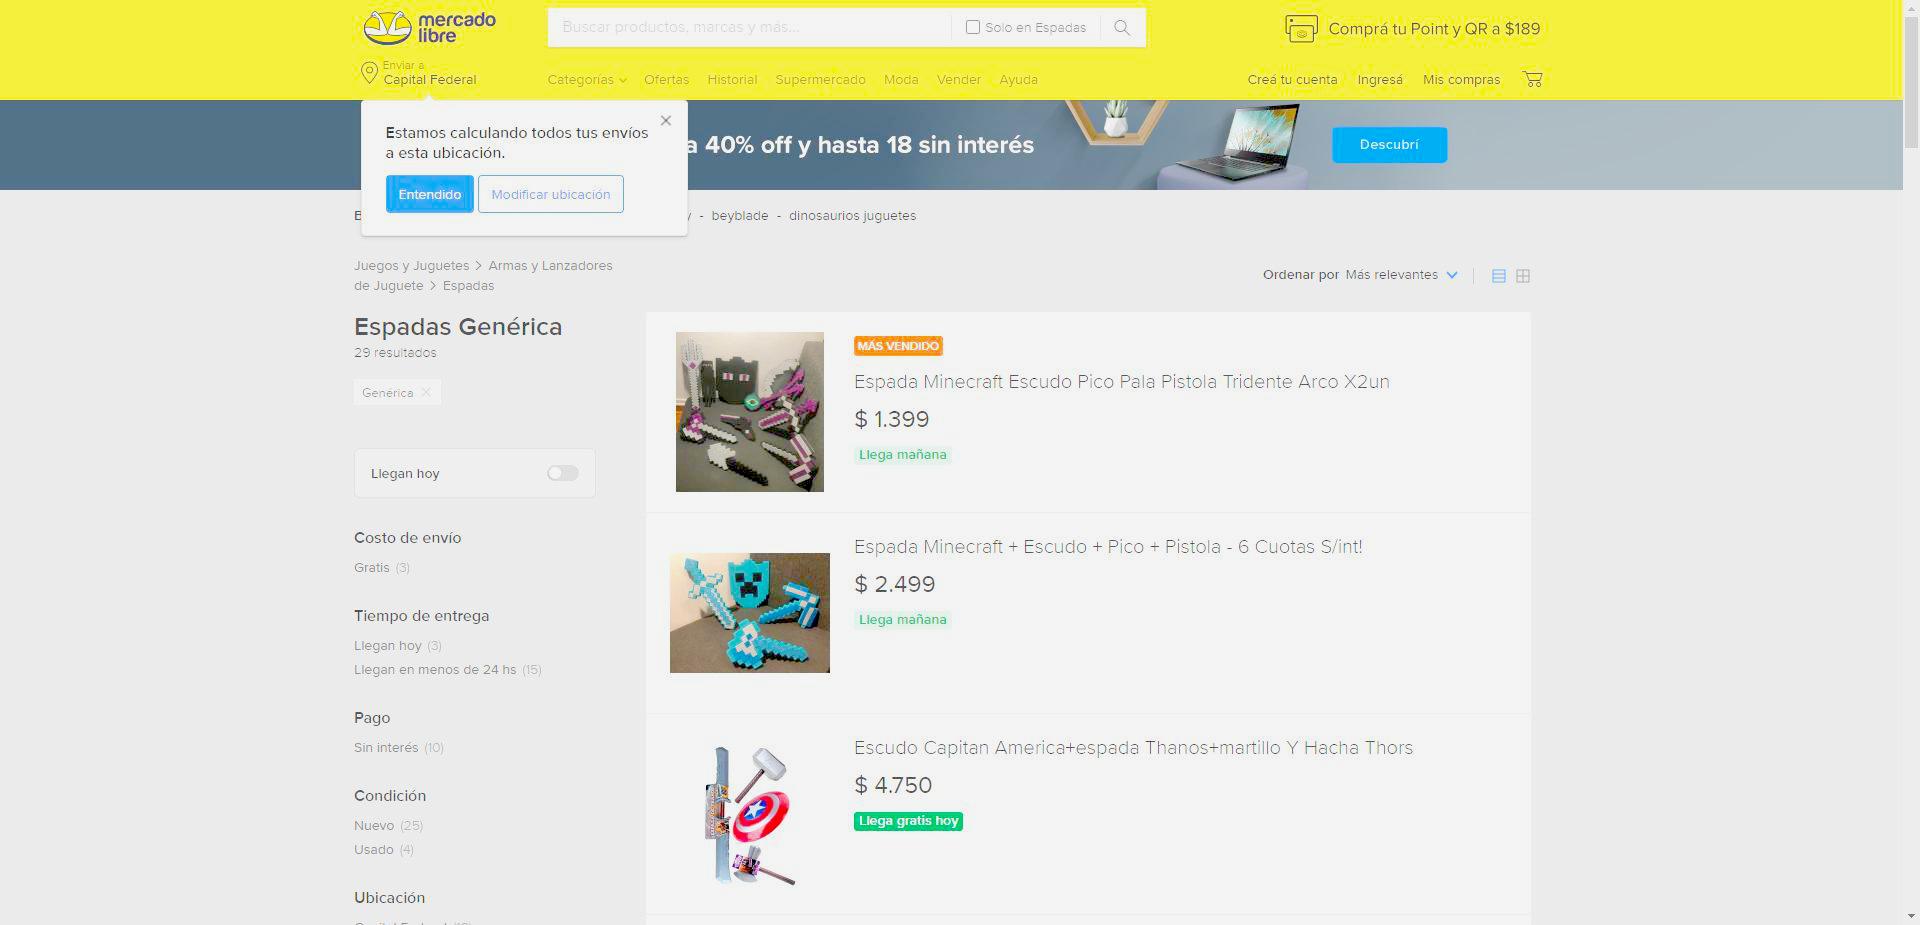 mercado
libre
Buscar productos, marcas y más...
Solo en Espadas
Comprá tu Point y QR a $189
Enviar a
Capital Federal
Categorías
Ofertas
Historial
Supermercado
Moda
Vender
Ayuda
Creá tu cuenta
Ingresá
Mis compras
Estamos calculando todos tus envíos
a esta ubicación.
Entendido
Modificar ubicación
a 40% off y hasta 18 sin interés
Descubrí
- beyblade - dinosaurios juguetes
Juegos y Juguetes > Armas y Lanzadores
de Juguete > Espadas
Ordenar por Más relevantes
Espadas Genérica
29 resultados
Genérica
Llegan hoy
Costo de envío
Gratis (3)
Tiempo de entrega
Llegan hoy (3)
Llegan en menos de 24 hs (15)
Pago
Sin interés (10)
Condición
Nuevo (25)
Usado (4)
Ubicación
MÁS VENDIDO
Espada Minecraft Escudo Pico Pala Pistola Tridente Arco X2un
$ 1.399
Llega mañana
Espada Minecraft + Escudo + Pico + Pistola - 6 Cuotas S/int!
$ 2.499
Llega mañana
Escudo Capitan America+espada Thanos+martillo Y Hacha Thors
$ 4.750
Llega gratis hoy